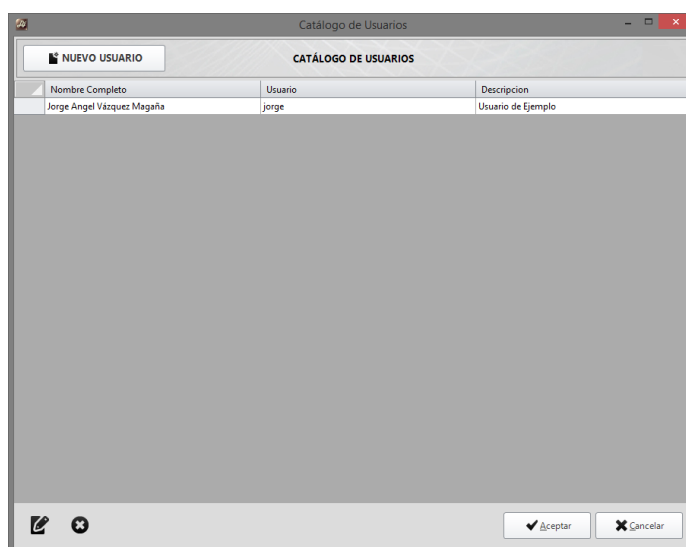 Catálogo de Usuarios
NUEVO USUARIO
CATÁLOGO DE USUARIOS
Nombre Completo Usuario Descripcion
Jorge Angel Vázquez Magaña jorge Usuario de Ejemplo
Aceptar Cancelar